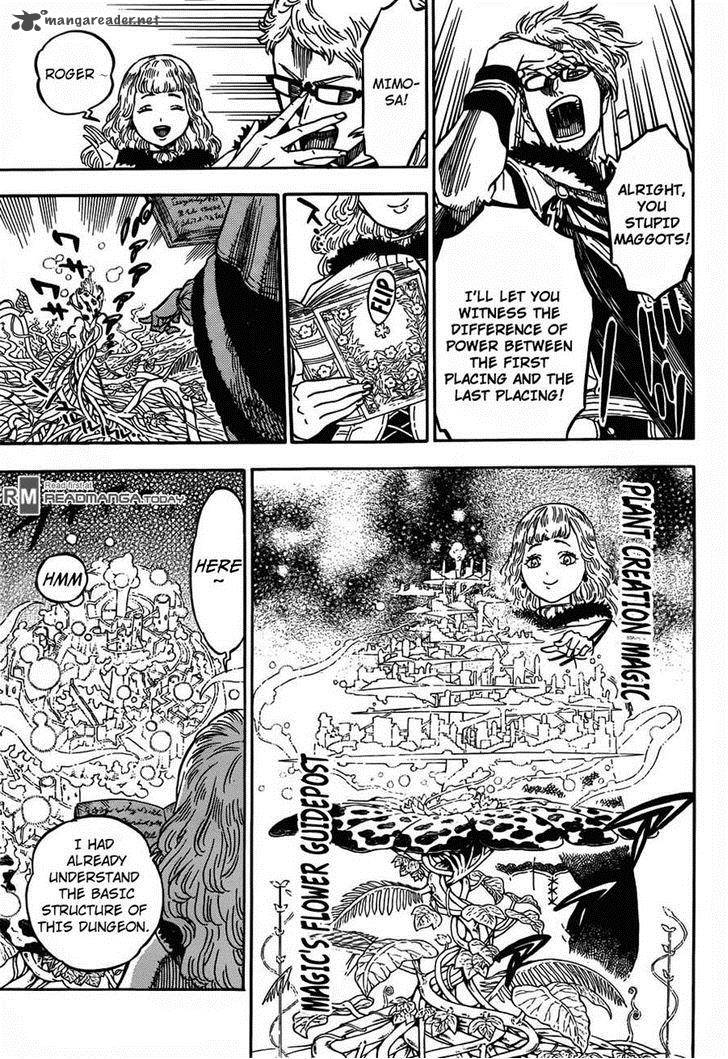 mangareader.net
ALRIGHT,
YOU
STUPID
MAGGOTS!
I'LL LET YOU
WITNESS THE
DIFFERENCE OF
POWER BETWEEN
THE FIRST
PLACING AND THE
LAST PLACING!
MIMO-
SA!
ROGER ~
FLIP
PLANT CREATION MAGIC
MAGIC'S FLOWER GUIDEPOST
HERE ~
HMM
I HAD
ALREADY
UNDERSTAND
THE BASIC
STRUCTURE OF
THIS DUNGEON.
RM
Read first at
READMANGA.TODAY